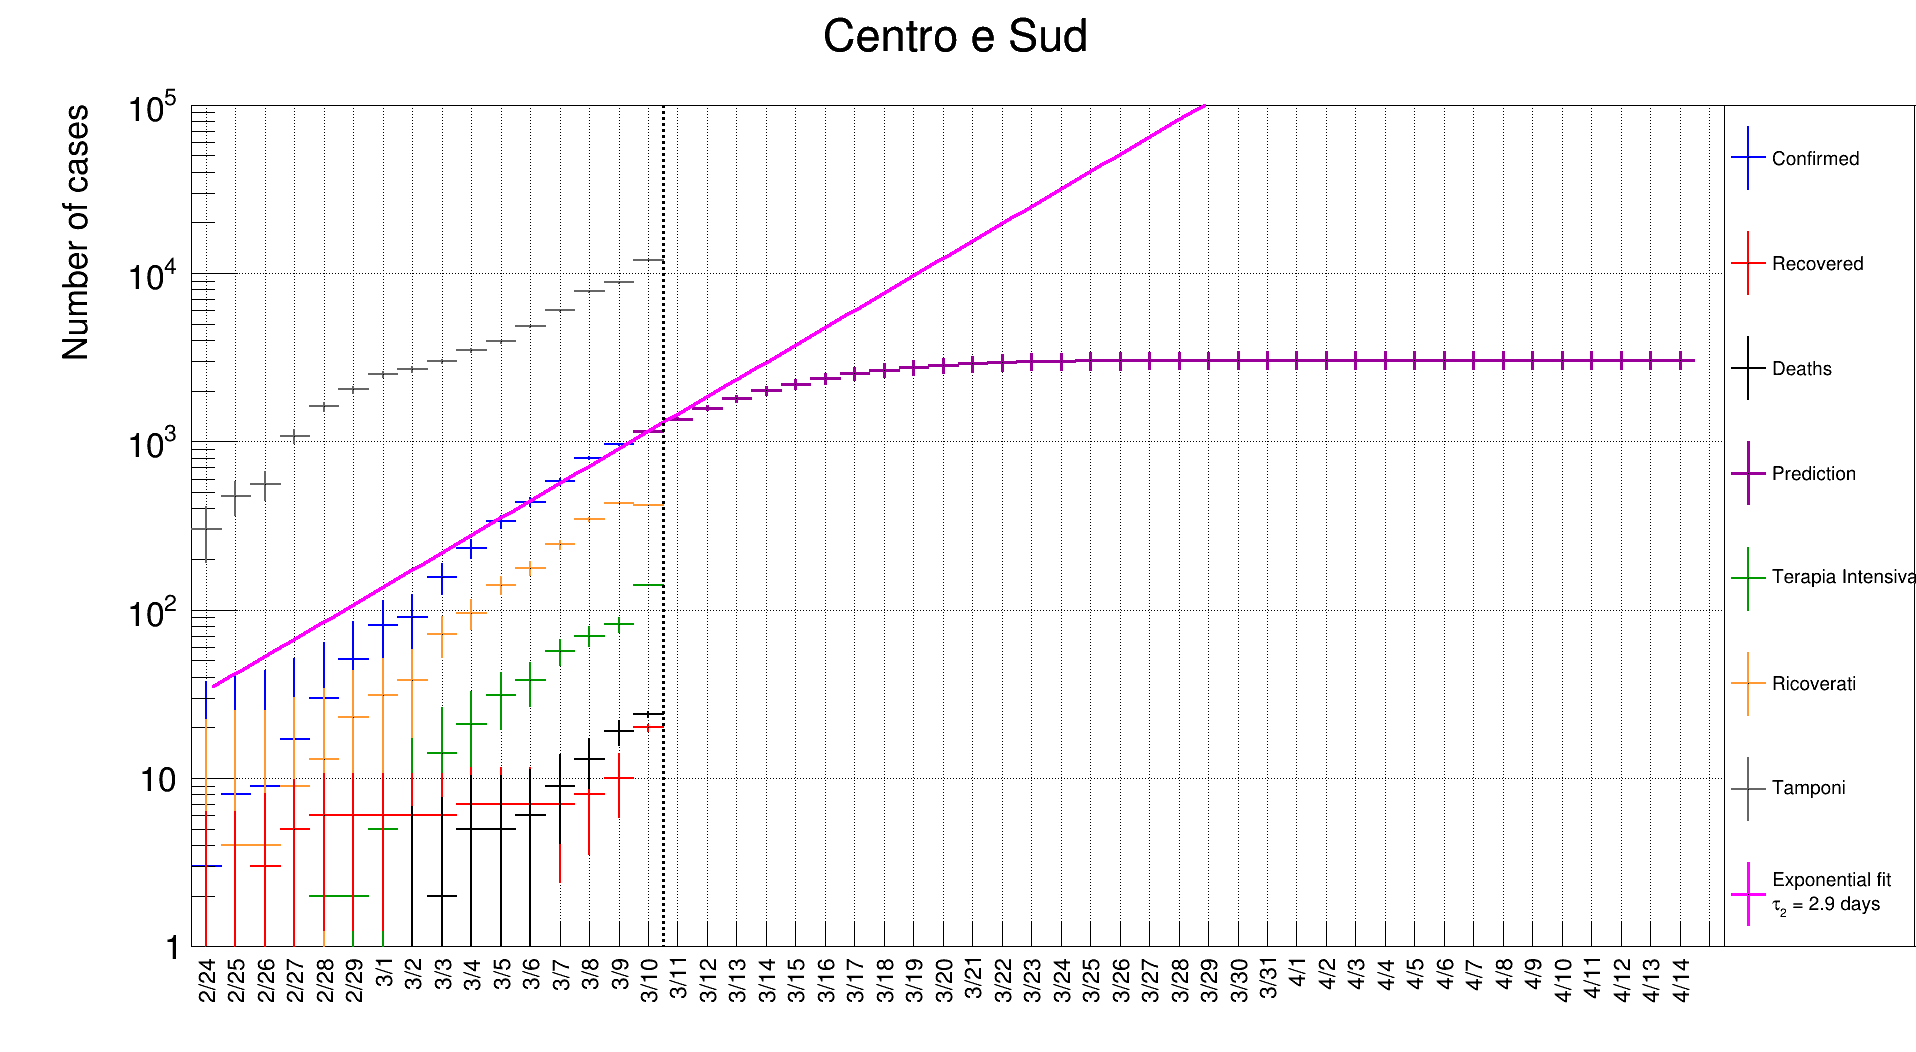 Centro e Sud
Number of cases
10^5
10^4
10^3
10^2
10
1
2/24 2/25 2/26 2/27 2/28 2/29 3/1 3/2 3/3 3/4 3/5 3/6 3/7 3/8 3/9 3/10 3/11 3/12 3/13 3/14 3/15 3/16 3/17 3/18 3/19 3/20 3/21 3/22 3/23 3/24 3/25 3/26 3/27 3/28 3/29 3/30 3/31 4/1 4/2 4/3 4/4 4/5 4/6 4/7 4/8 4/9 4/10 4/11 4/12 4/13 4/14
Confirmed
Recovered
Deaths
Prediction
Terapia Intensiva
Ricoverati
Tamponi
Exponential fit
τ_2 = 2.9 days